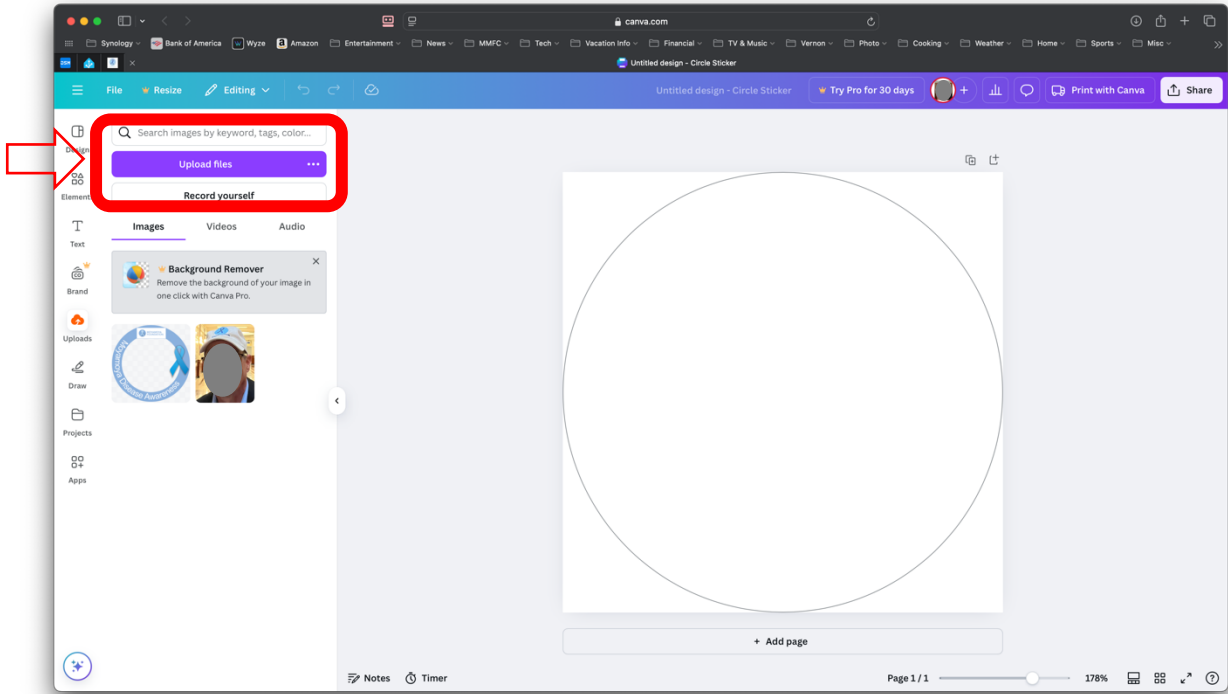 canva.com
Synology Bank of America Wyze Amazon Entertainment News MMFC Tech Vacation Info Financial TV & Music Vernon Photo Cooking Weather Home Sports Misc
DSM Untitled design - Circle Sticker
File Resize Editing Untitled design - Circle Sticker Try Pro for 30 days Print with Canva Share
Search images by keyword, tags, color...
Design
Upload files
Elements
Record yourself
Text
Images Videos Audio
Brand
Background Remover
Remove the background of your image in
one click with Canva Pro.
Uploads
Moyamoya Disease Awareness
Draw
Projects
Apps
+ Add page
Notes Timer Page 1 / 1 178%